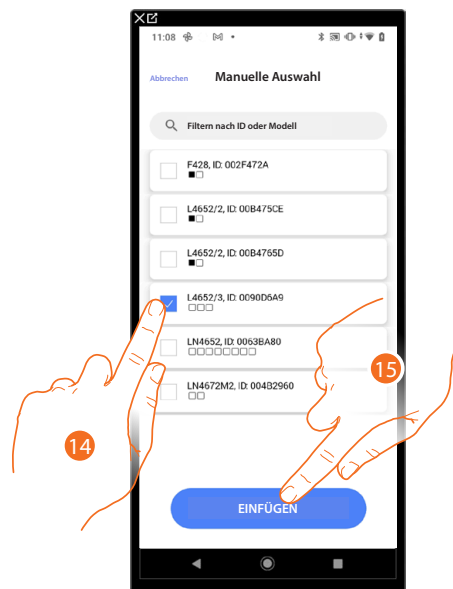 11:08
Abbrechen Manuelle Auswahl
Filtern nach ID oder Modell
F428, ID: 002F472A
L4652/2, ID: 00B475CE
L4652/2, ID: 00B4765D
L4652/3, ID: 0090D6A9
LN4652, ID: 0063BA80
15
LN4672M2, ID: 004B2960
14
EINFÜGEN